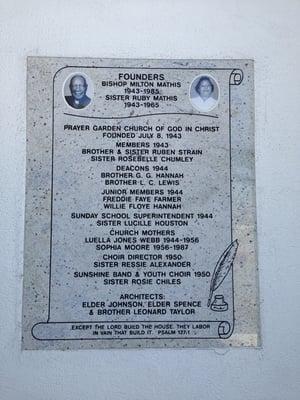 FOUNDERS
BISHOP MILTON MATHIS
1943-1985
SISTER RUBY MATHIS
1943-1965
PRAYER GARDEN CHURCH OF GOD IN CHRIST
FOUNDED JULY 8, 1943
MEMBERS 1943
BROTHER & SISTER RUBEN STRAIN
SISTER ROSEBELLE CHUMLEY
DEACONS 1944
BROTHER G. G. HANNAH
BROTHER L. C. LEWIS
JUNIOR MEMBERS 1944
FREDDIE FAYE FARMER
WILLIE FLOYE HANNAH
SUNDAY SCHOOL SUPERINTENDENT 1944
SISTER LUCILLE HOUSTON
CHURCH MOTHERS
LUELLA JONES WEBB 1944-1956
SOPHIA MOORE 1956-1987
CHOIR DIRECTOR 1950
SISTER RESSIE ALEXANDER
SUNSHINE BAND & YOUTH CHOIR 1950
SISTER ROSIE CHILES
ARCHITECTS:
ELDER JOHNSON, ELDER SPENCE
& BROTHER LEONARD TAYLOR
EXCEPT THE LORD BUILD THE HOUSE, THEY LABOR
IN VAIN THAT BUILD IT. PSALM 127:1